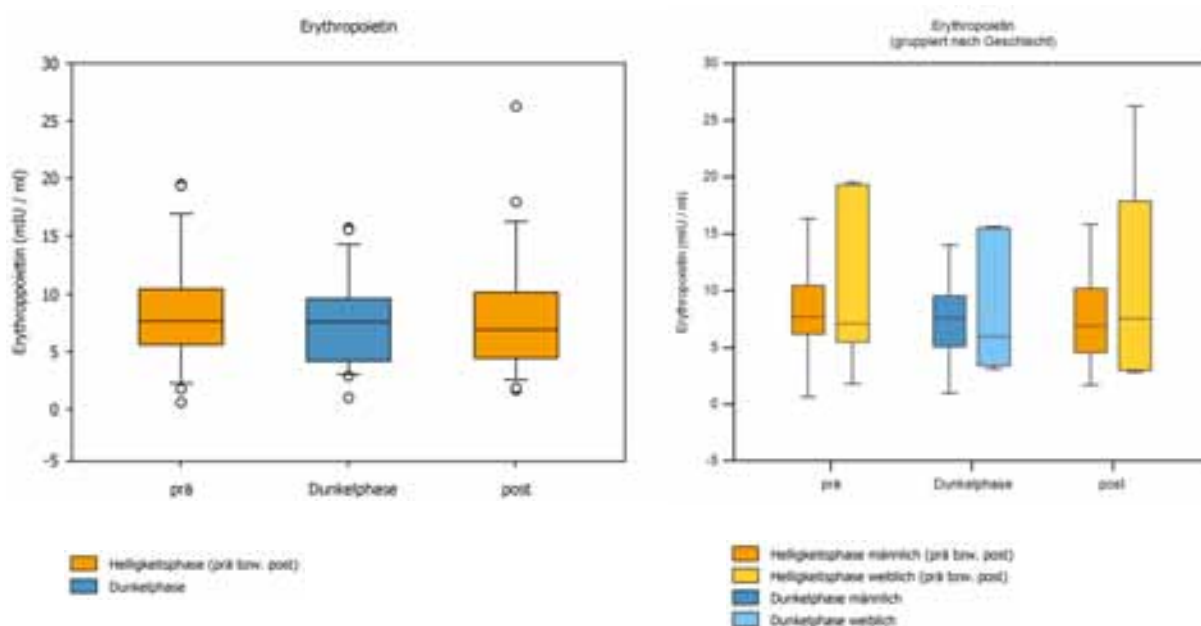 Erythropoietin
30
25
20
15
10
5
0
-5
Erythroppoietin (mIU / ml)
prä Dunkelphase post
Helligkeitsphase (prä bzw. post)
Dunkelphase
Erythropoietin
(gruppiert nach Geschlecht)
30
25
20
15
10
5
0
-5
Erythropoietin (mIU / ml)
prä Dunkelphase post
Helligkeitsphase männlich (prä bzw. post)
Helligkeitsphase weiblich (prä bzw. post)
Dunkelphase männlich
Dunkelphase weiblich